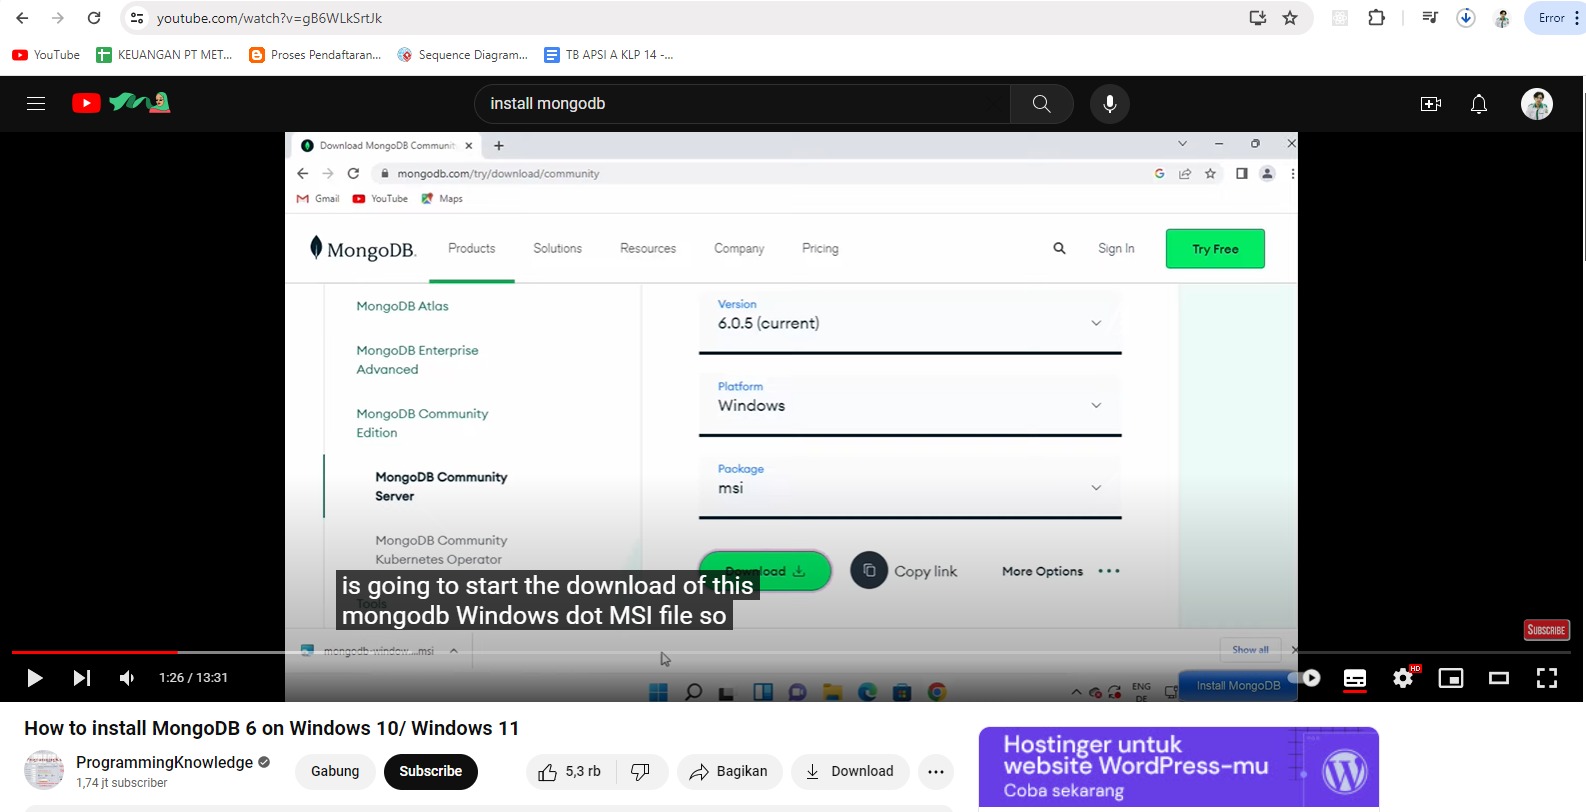 youtube.com/watch?v=gB6WLkSrtJk
Error
YouTube
KEUANGAN PT MET...
Proses Pendaftaran...
Sequence Diagram...
TB APSI A KLP 14 -...
install mongodb
Download MongoDB Communit
mongodb.com/try/download/community
Gmail
YouTube
Maps
MongoDB.
Products
Solutions
Resources
Company
Pricing
Sign In
Try Free
MongoDB Atlas
MongoDB Enterprise
Advanced
MongoDB Community
Edition
MongoDB Community
Server
MongoDB Community
Kubernetes Operator
Tools
Version
6.0.5 (current)
Platform
Windows
Package
msi
Download
Copy link
More Options
is going to start the download of this
mongodb Windows dot MSI file so
SUBSCRIBE
mongodb-window....msi
Show all
1:26 / 13:31
ENG
DE
Install MongoDB
HD
How to install MongoDB 6 on Windows 10/ Windows 11
ProgrammingKnowledge
1,74 jt subscriber
Gabung
Subscribe
5,3 rb
Bagikan
Download
Hostinger untuk
website WordPress-mu
Coba sekarang